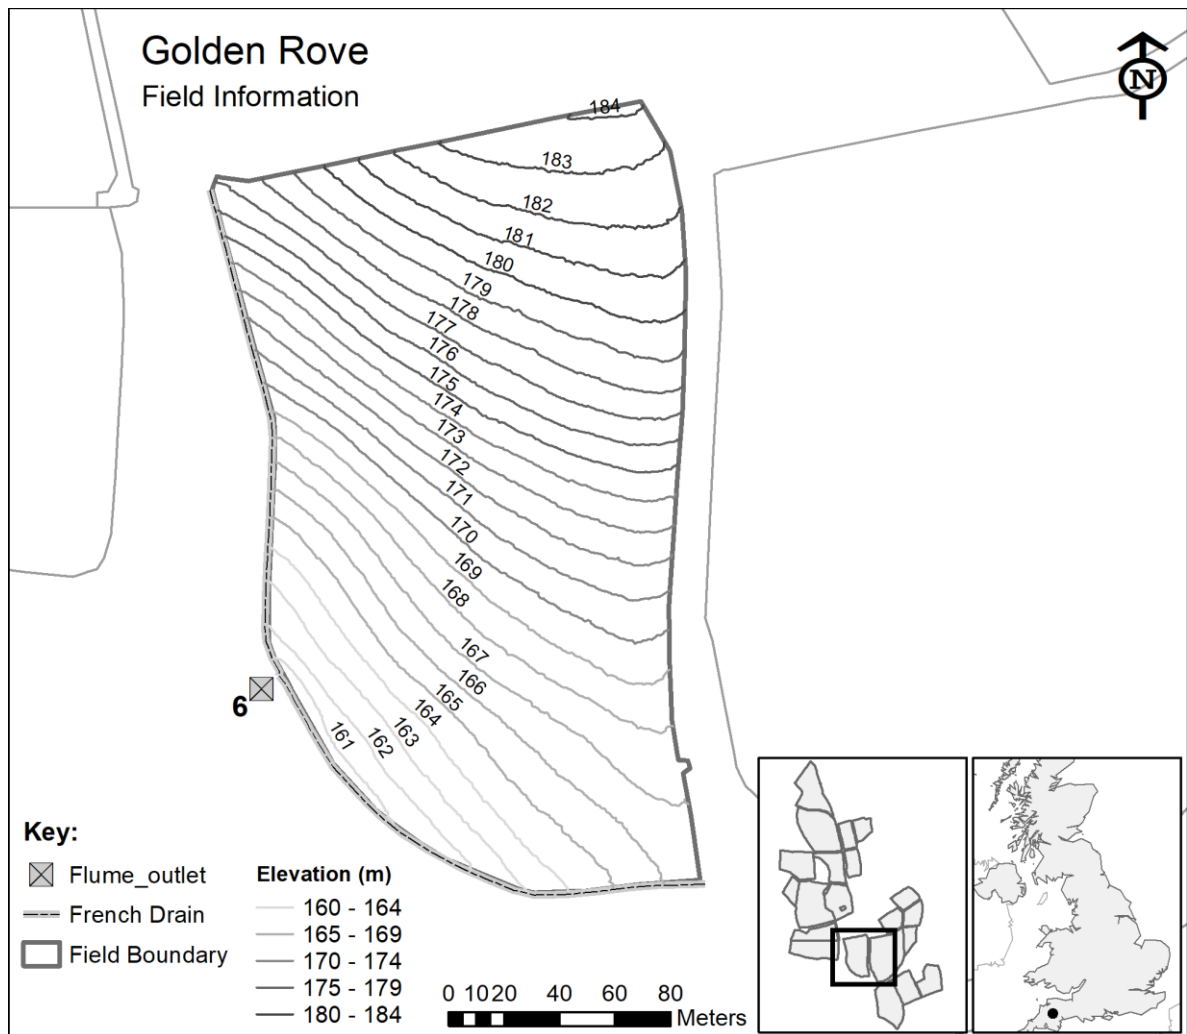 Golden Rove
Field Information
N
184
183
182
181
180
179
178
177
176
175
174
173
172
171
170
169
168
167
166
165
164
163
162
161
6
Key:
Flume_outlet
French Drain
Field Boundary
Elevation (m)
160 - 164
165 - 169
170 - 174
175 - 179
180 - 184
0 10 20 40 60 80
Meters